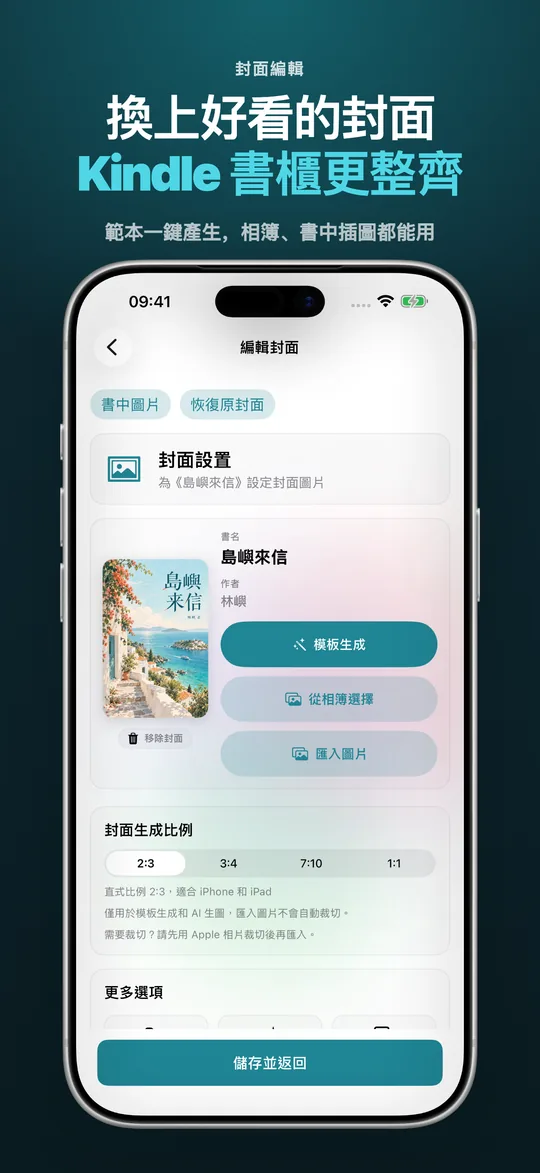 封面編輯
換上好看的封面
Kindle 書櫃更整齊
範本一鍵產生，相簿、書中插圖都能用
09:41
編輯封面
書中圖片
恢復原封面
封面設置
為《島嶼來信》設定封面圖片
書名
島嶼來信
作者
林嶼
島嶼
来信
模板生成
從相簿選擇
匯入圖片
移除封面
封面生成比例
2:3
3:4
7:10
1:1
直式比例 2:3，適合 iPhone 和 iPad
僅用於模板生成和 AI 生圖，匯入圖片不會自動裁切。
需要裁切？請先用 Apple 相片裁切後再匯入。
更多選項
儲存並返回